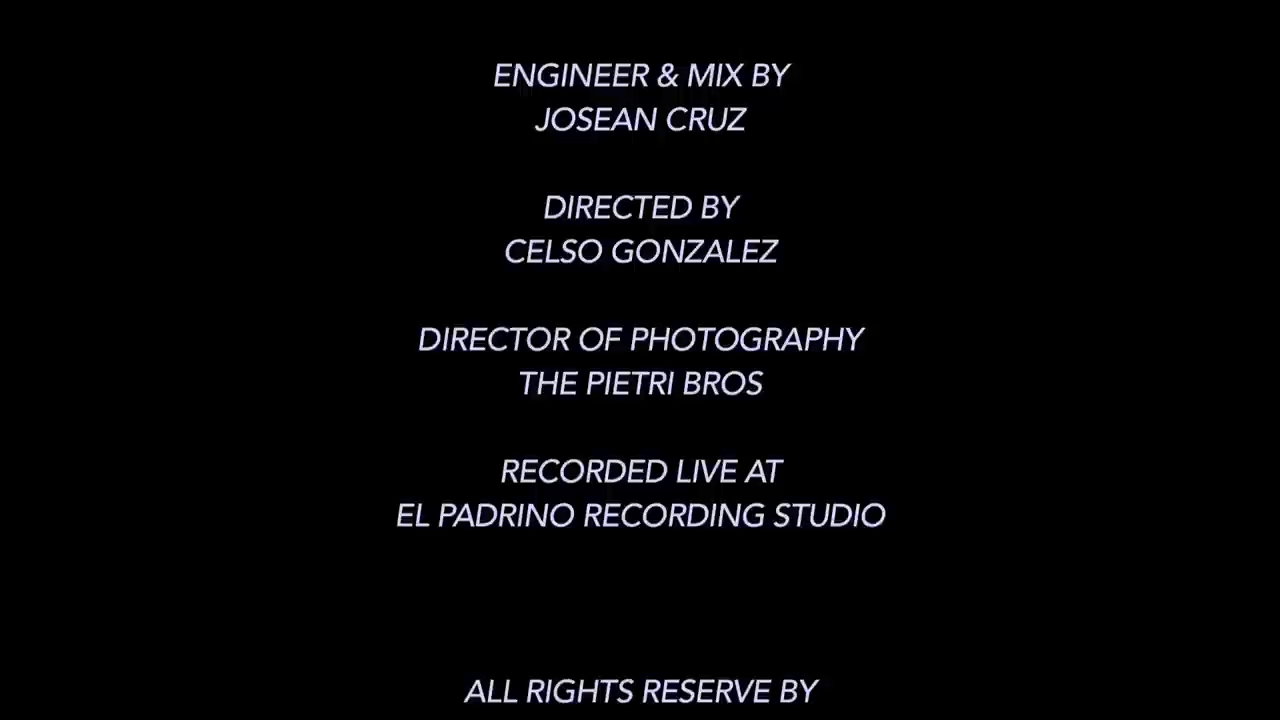 ENGINEER & MIX BY
JOSEAN CRUZ
DIRECTED BY
CELSO GONZALEZ
DIRECTOR OF PHOTOGRAPHY
THE PIETRI BROS
RECORDED LIVE AT
EL PADRINO RECORDING STUDIO
ALL RIGHTS RESERVE BY